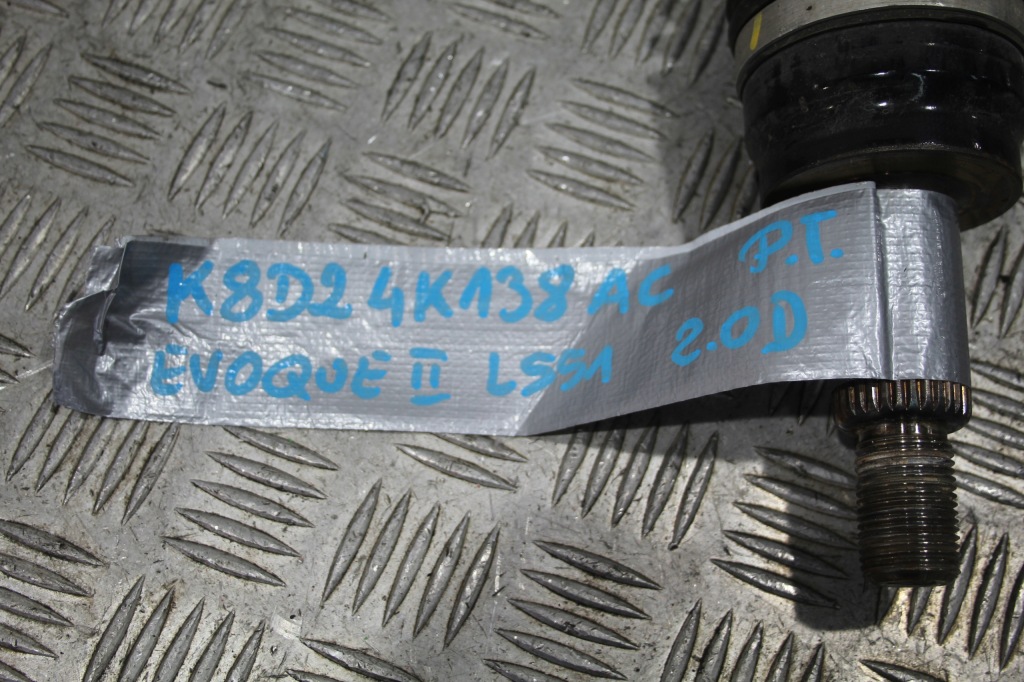 K8D2 4K138 AC P.T.
EVOQUE II L551 2.0D